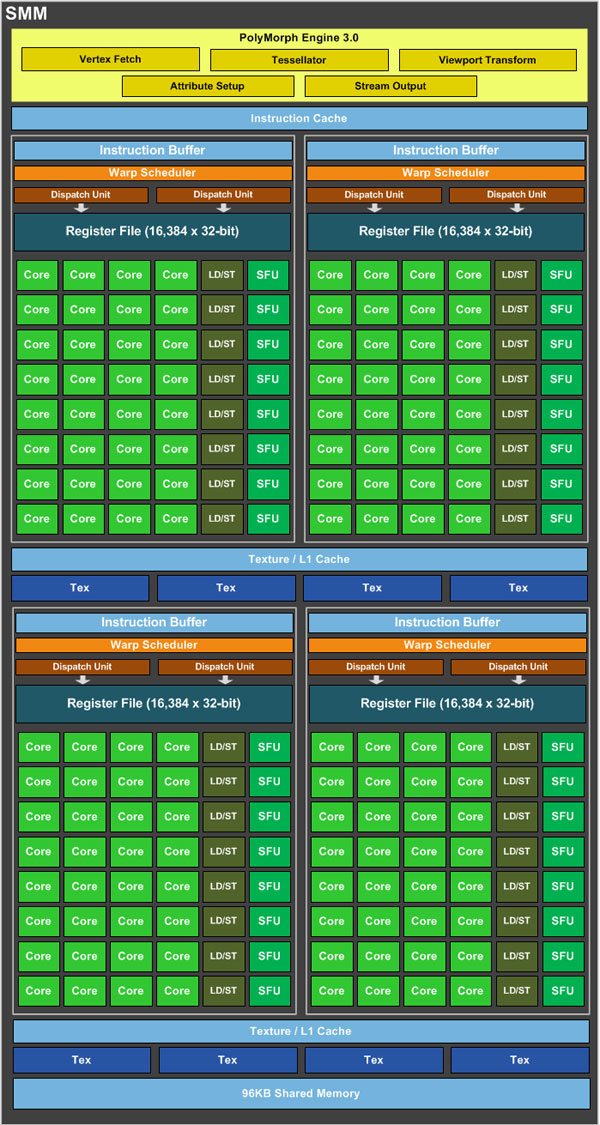 SMM
PolyMorph Engine 3.0
Vertex Fetch Tessellator Viewport Transform
Attribute Setup Stream Output
Instruction Cache
Instruction Buffer Instruction Buffer
Warp Scheduler Warp Scheduler
Dispatch Unit Dispatch Unit Dispatch Unit Dispatch Unit
Register File (16,384 x 32-bit) Register File (16,384 x 32-bit)
Core Core Core Core LD/ST SFU Core Core Core Core LD/ST SFU
Core Core Core Core LD/ST SFU Core Core Core Core LD/ST SFU
Core Core Core Core LD/ST SFU Core Core Core Core LD/ST SFU
Core Core Core Core LD/ST SFU Core Core Core Core LD/ST SFU
Core Core Core Core LD/ST SFU Core Core Core Core LD/ST SFU
Core Core Core Core LD/ST SFU Core Core Core Core LD/ST SFU
Core Core Core Core LD/ST SFU Core Core Core Core LD/ST SFU
Core Core Core Core LD/ST SFU Core Core Core Core LD/ST SFU
Texture / L1 Cache
Tex Tex Tex Tex
Instruction Buffer Instruction Buffer
Warp Scheduler Warp Scheduler
Dispatch Unit Dispatch Unit Dispatch Unit Dispatch Unit
Register File (16,384 x 32-bit) Register File (16,384 x 32-bit)
Core Core Core Core LD/ST SFU Core Core Core Core LD/ST SFU
Core Core Core Core LD/ST SFU Core Core Core Core LD/ST SFU
Core Core Core Core LD/ST SFU Core Core Core Core LD/ST SFU
Core Core Core Core LD/ST SFU Core Core Core Core LD/ST SFU
Core Core Core Core LD/ST SFU Core Core Core Core LD/ST SFU
Core Core Core Core LD/ST SFU Core Core Core Core LD/ST SFU
Core Core Core Core LD/ST SFU Core Core Core Core LD/ST SFU
Core Core Core Core LD/ST SFU Core Core Core Core LD/ST SFU
Texture / L1 Cache
Tex Tex Tex Tex
96KB Shared Memory